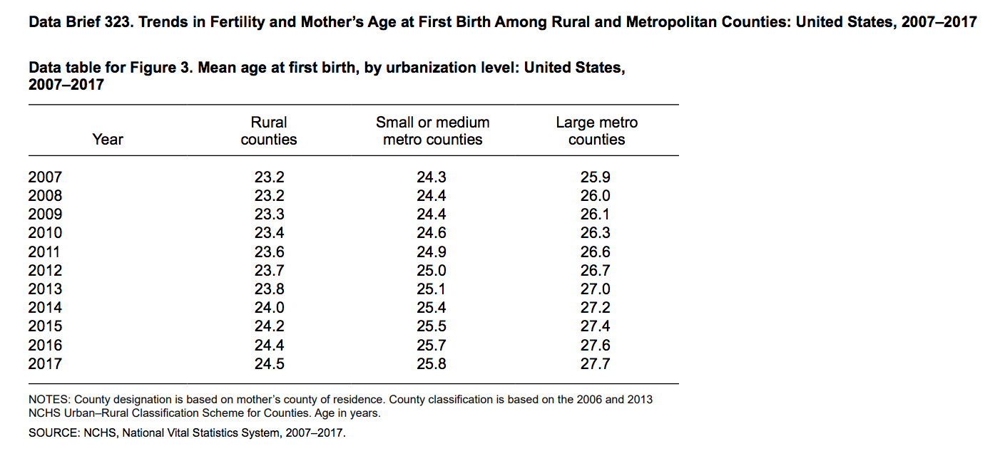 Data Brief 323. Trends in Fertility and Mother’s Age at First Birth Among Rural and Metropolitan Counties: United States, 2007–2017
Data table for Figure 3. Mean age at first birth, by urbanization level: United States,
2007–2017
Rural Small or medium Large metro
Year counties metro counties counties
2007 23.2 24.3 25.9
2008 23.2 24.4 26.0
2009 23.3 24.4 26.1
2010 23.4 24.6 26.3
2011 23.6 24.9 26.6
2012 23.7 25.0 26.7
2013 23.8 25.1 27.0
2014 24.0 25.4 27.2
2015 24.2 25.5 27.4
2016 24.4 25.7 27.6
2017 24.5 25.8 27.7
NOTES: County designation is based on mother’s county of residence. County classification is based on the 2006 and 2013
NCHS Urban–Rural Classification Scheme for Counties. Age in years.
SOURCE: NCHS, National Vital Statistics System, 2007–2017.